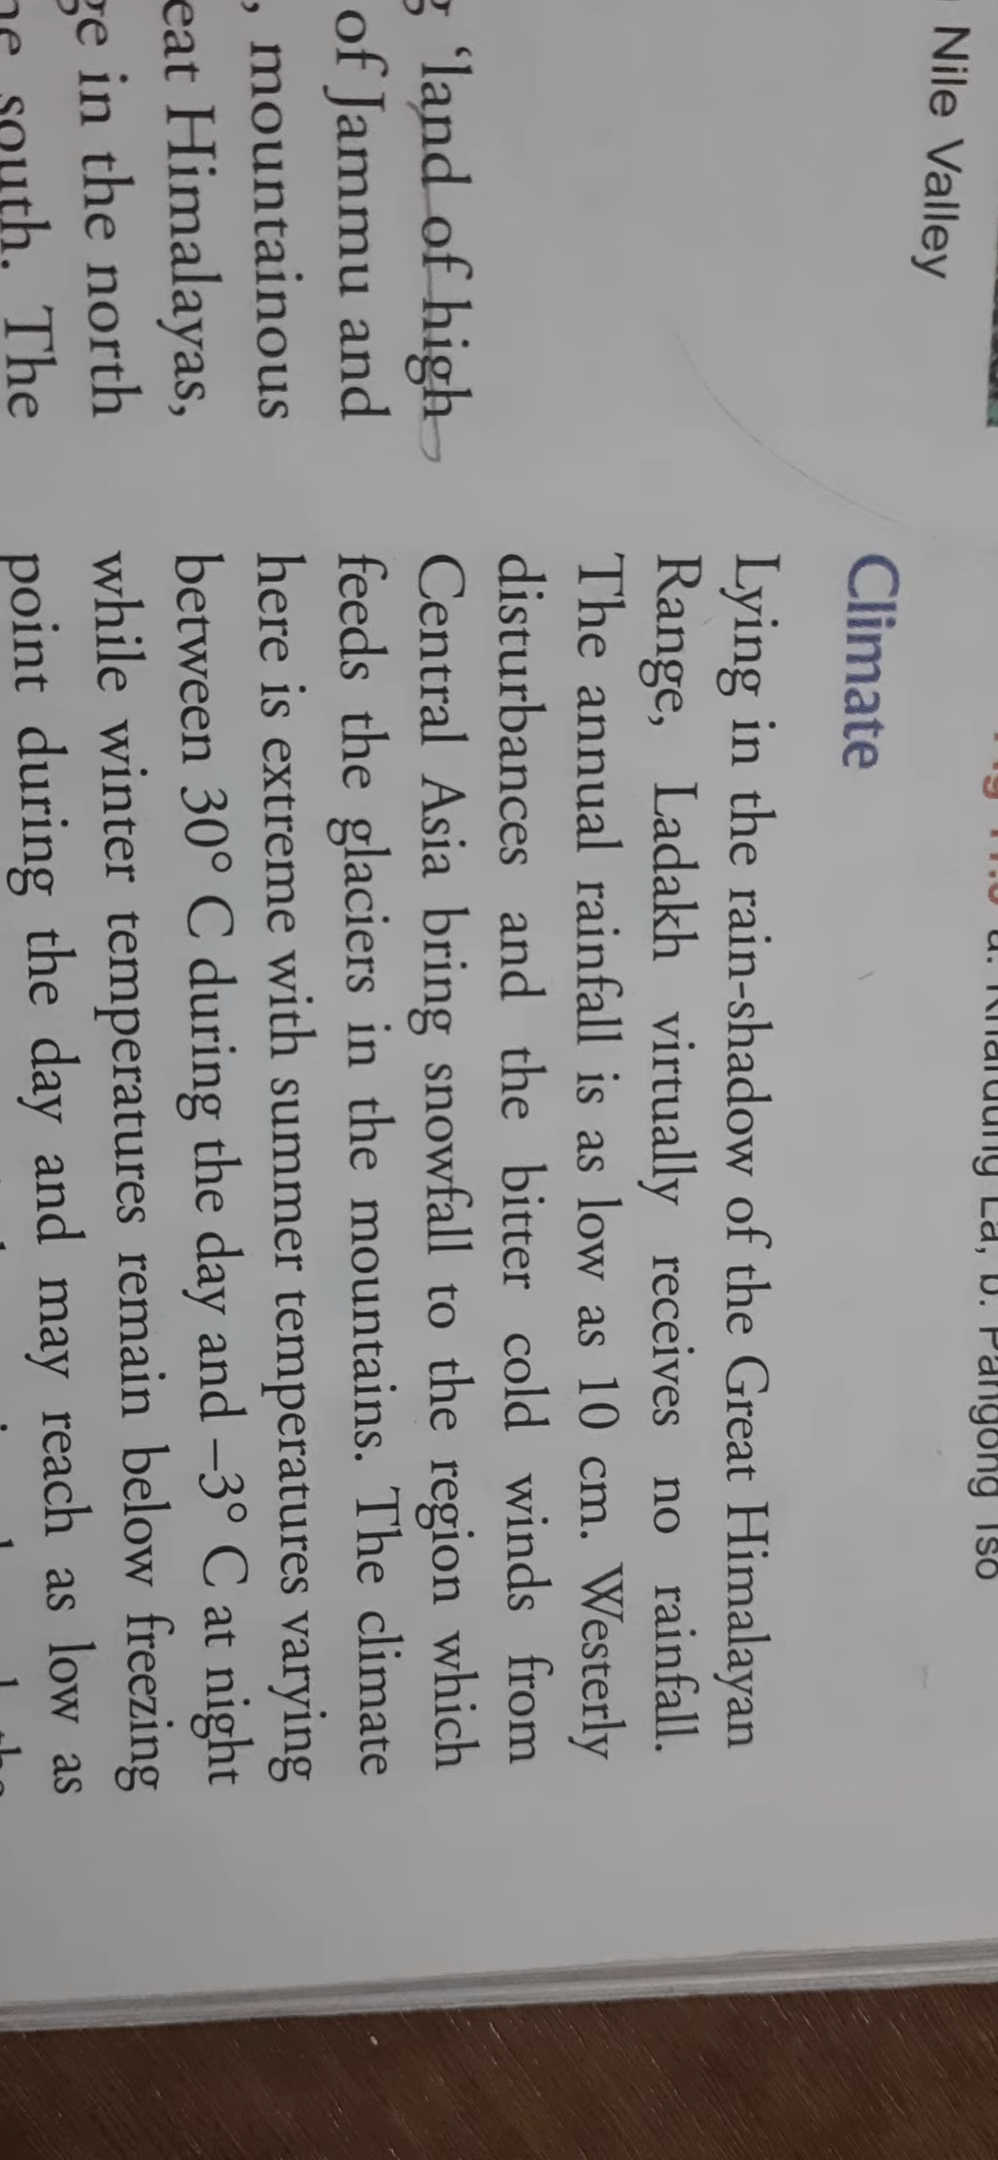 Nile Valley
a. Khardung La, b. Pangong Tso
'land of high
of Jammu and
, mountainous
eat Himalayas,
ge in the north
south. The
Climate
Lying in the rain-shadow of the Great Himalayan
Range, Ladakh virtually receives no rainfall.
The annual rainfall is as low as 10 cm. Westerly
disturbances and the bitter cold winds from
Central Asia bring snowfall to the region which
feeds the glaciers in the mountains. The climate
here is extreme with summer temperatures varying
between 30° C during the day and –3° C at night
while winter temperatures remain below freezing
point during the day and may reach as low as